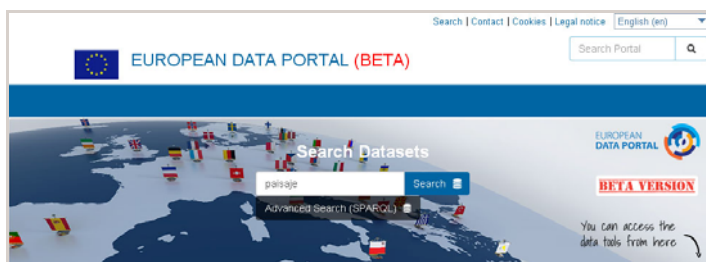 Search | Contact | Cookies | Legal notice English (en)
Search Portal
EUROPEAN DATA PORTAL (BETA)
Search Datasets
EUROPEAN
DATA PORTAL
paisaje
Search
BETA VERSION
Advanced Search (SPARQL)
You can access the
data tools from here